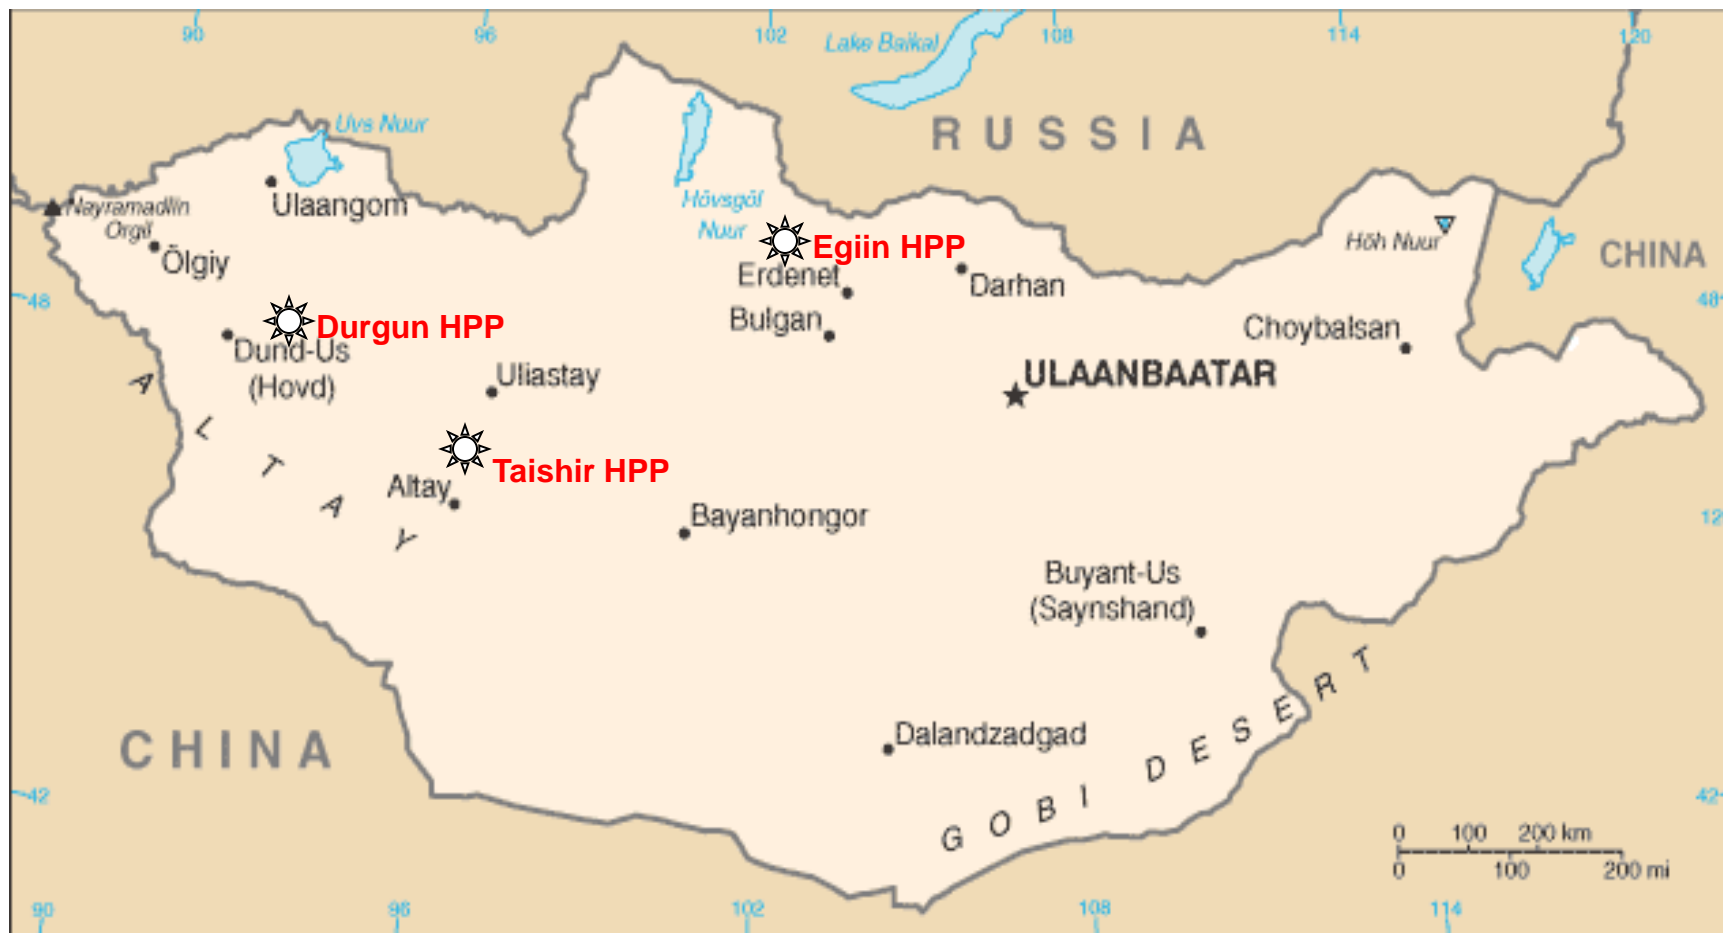 90
96
102
108
114
120
Lake Baikal
RUSSIA
Uvs Nuur
Nayramadlin
Orgil
Ulaangom
Ölgiy
Hövsgöl
Nuur
Egiin HPP
Erdenet
Bulgan
Darhan
Höh Nuur
CHINA
48
48
Durgun HPP
Dund-Us
(Hovd)
Uliastay
ULAANBAATAR
Choybalsan
ALTAY
Taishir HPP
Altay
Bayanhongor
12
Buyant-Us
(Saynshand)
CHINA
Dalandzadgad
GOBI DESERT
42
42
0 100 200 km
0 100 200 mi
90
96
102
108
114